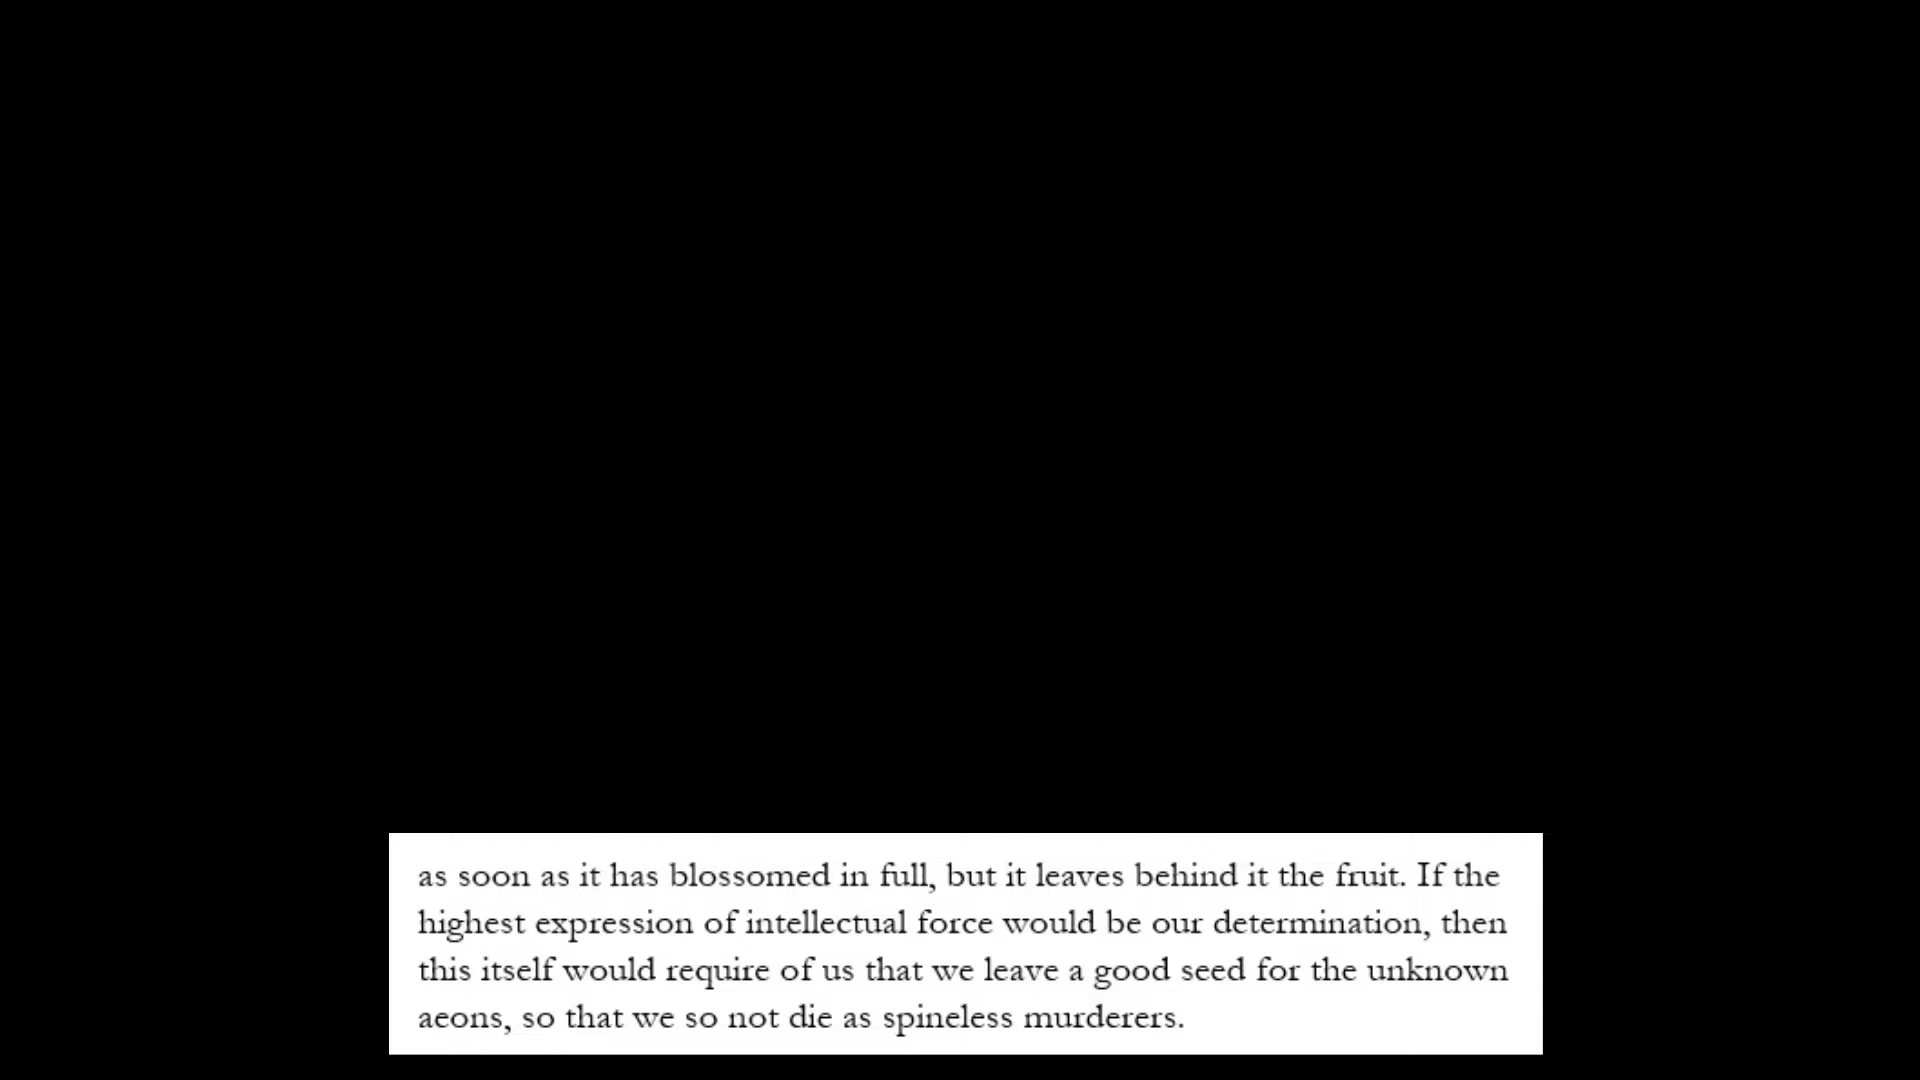 as soon as it has blossomed in full, but it leaves behind it the fruit. If the
highest expression of intellectual force would be our determination, then
this itself would require of us that we leave a good seed for the unknown
aeons, so that we so not die as spineless murderers.